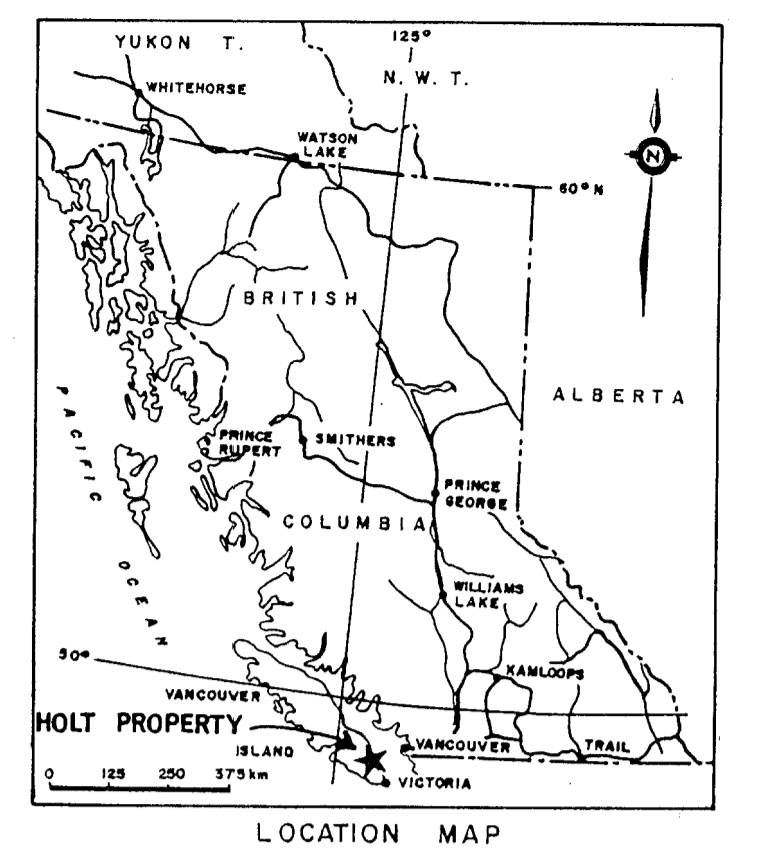 125°
YUKON T.
N. W. T.
WHITEHORSE
WATSON
LAKE
N
60° N
BRITISH
ALBERTA
PACIFIC
OCEAN
PRINCE
RUPERT
SMITHERS
PRINCE
GEORGE
COLUMBIA
WILLIAMS
LAKE
50°
KAMLOOPS
VANCOUVER
HOLT PROPERTY
ISLAND
VANCOUVER
TRAIL
0 125 250 375 km
VICTORIA
LOCATION MAP